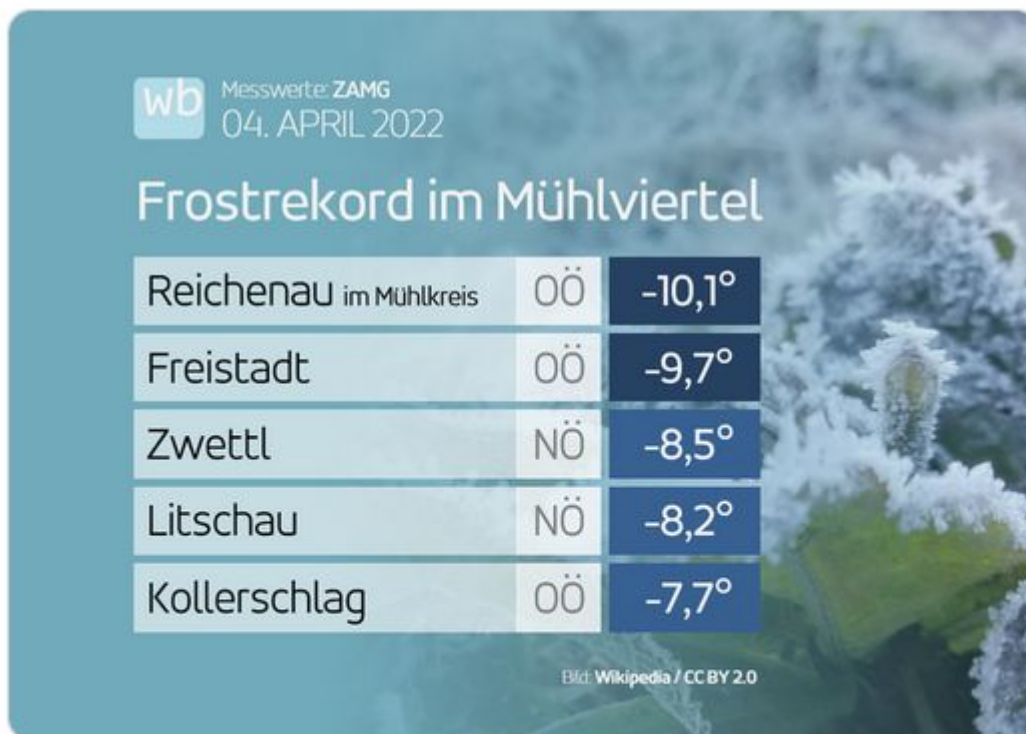 wb
Messwerte: ZAMG
04. APRIL 2022
Frostrekord im Mühlviertel
Reichenau im Mühlkreis OÖ -10,1°
Freistadt OÖ -9,7°
Zwettl NÖ -8,5°
Litschau NÖ -8,2°
Kollerschlag OÖ -7,7°
Bild: Wikipedia / CC BY 2.0